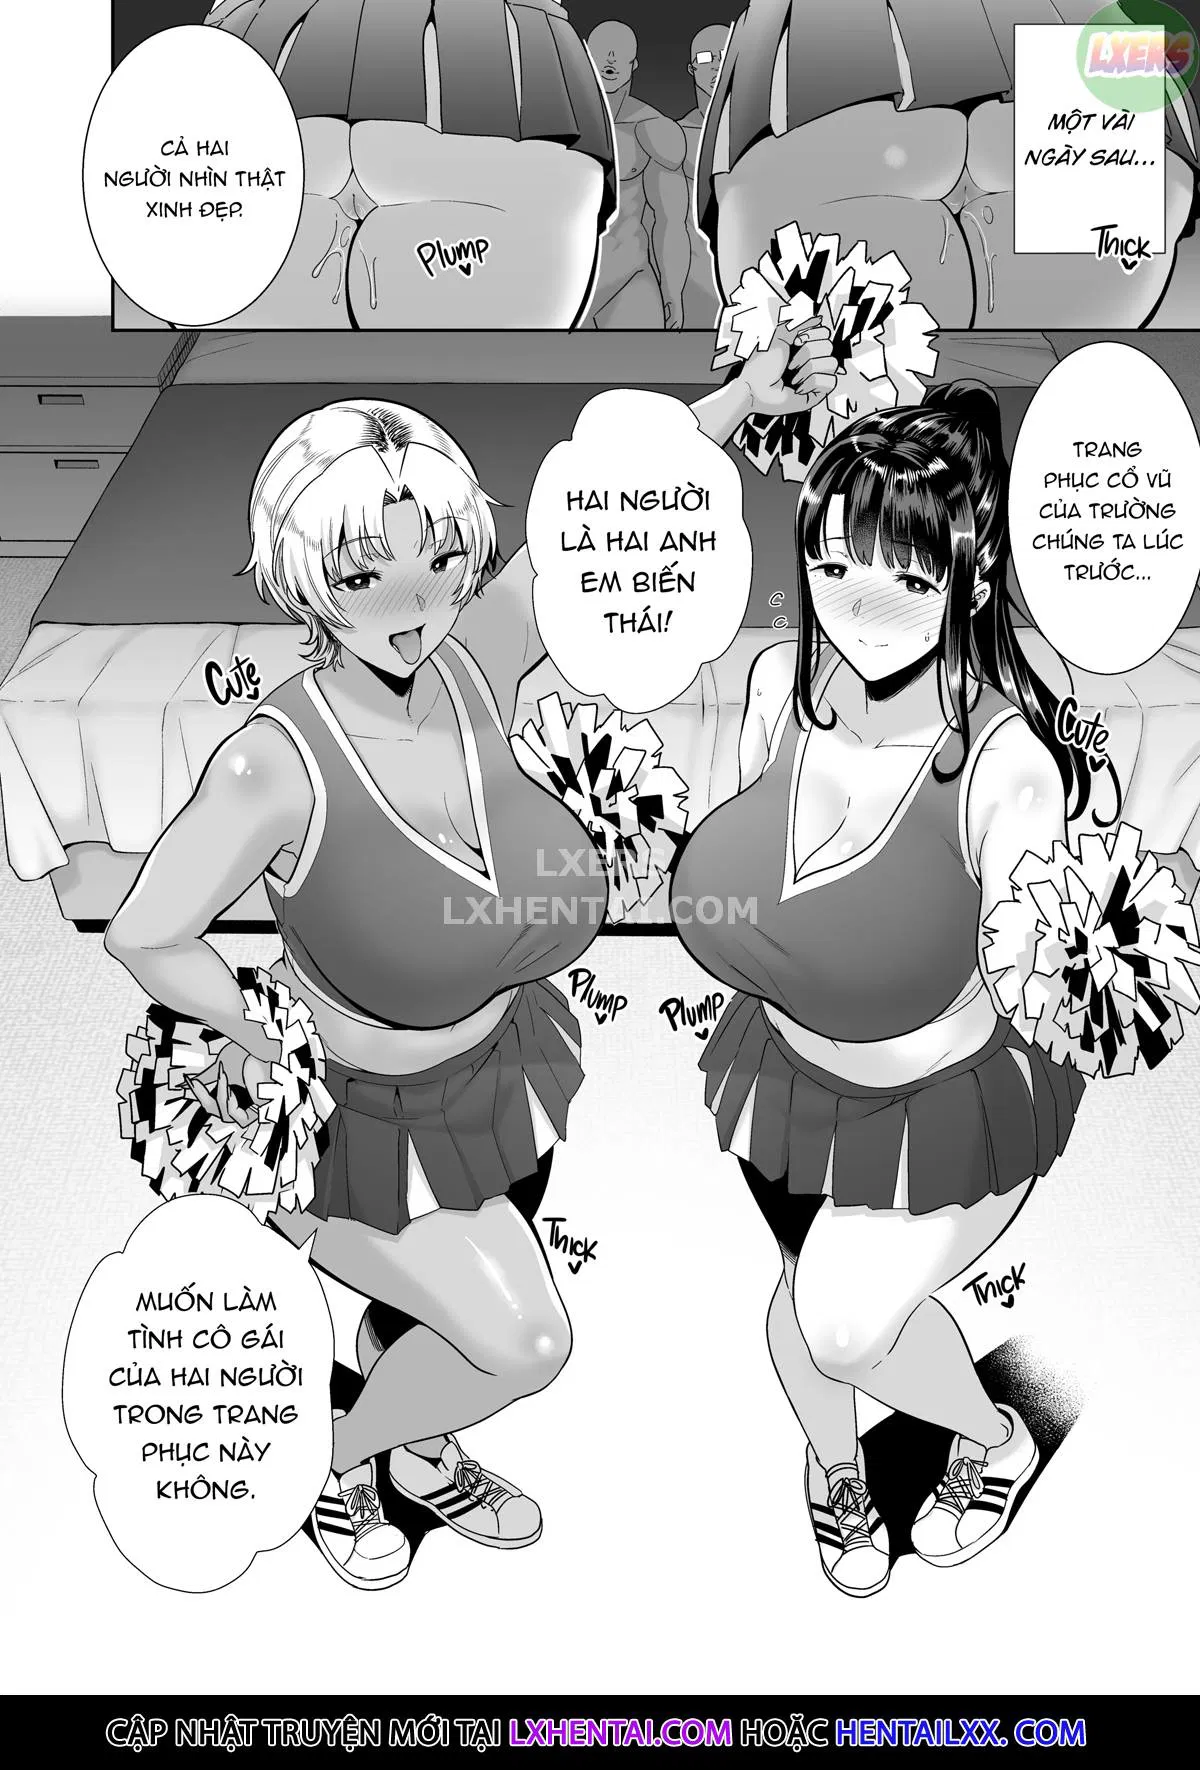 LXERS
MỘT VÀI
NGÀY SAU...
THICK
CẢ HAI
NGƯỜI NHÌN THẬT
XINH ĐẸP.
PLUMP
TRANG
PHỤC CỔ VŨ
CỦA TRƯỜNG
CHÚNG TA LÚC
TRƯỚC...
HAI NGƯỜI
LÀ HAI ANH
EM BIẾN
THÁI!
CUTE
CUTE
LXERS
LXHENTAI.COM
PLUMP
PLUMP
THICK
THICK
MUỐN LÀM
TÌNH CÔ GÁI
CỦA HAI NGƯỜI
TRONG TRANG
PHỤC NÀY
KHÔNG.
CẬP NHẬT TRUYỆN MỚI TẠI LXHENTAI.COM HOẶC HENTAILXX. COM